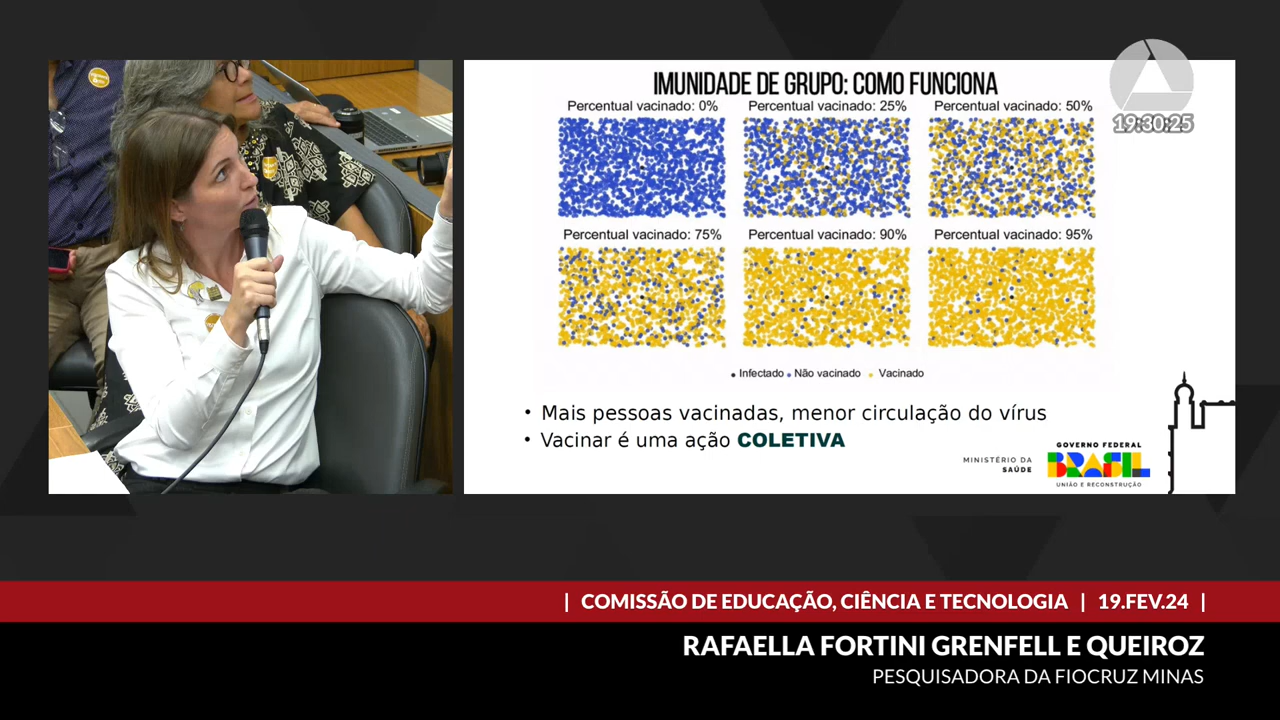 IMUNIDADE DE GRUPO: COMO FUNCIONA
19:30:25
Percentual vacinado: 0%
Percentual vacinado: 25%
Percentual vacinado: 50%
Percentual vacinado: 75%
Percentual vacinado: 90%
Percentual vacinado: 95%
Infectado
Não vacinado
Vacinado
• Mais pessoas vacinadas, menor circulação do vírus
• Vacinar é uma ação COLETIVA
MINISTÉRIO DA
SAÚDE
GOVERNO FEDERAL
BRASIL
UNIÃO E RECONSTRUÇÃO
| COMISSÃO DE EDUCAÇÃO, CIÊNCIA E TECNOLOGIA | 19.FEV.24 |
RAFAELLA FORTINI GRENFELL E QUEIROZ
PESQUISADORA DA FIOCRUZ MINAS